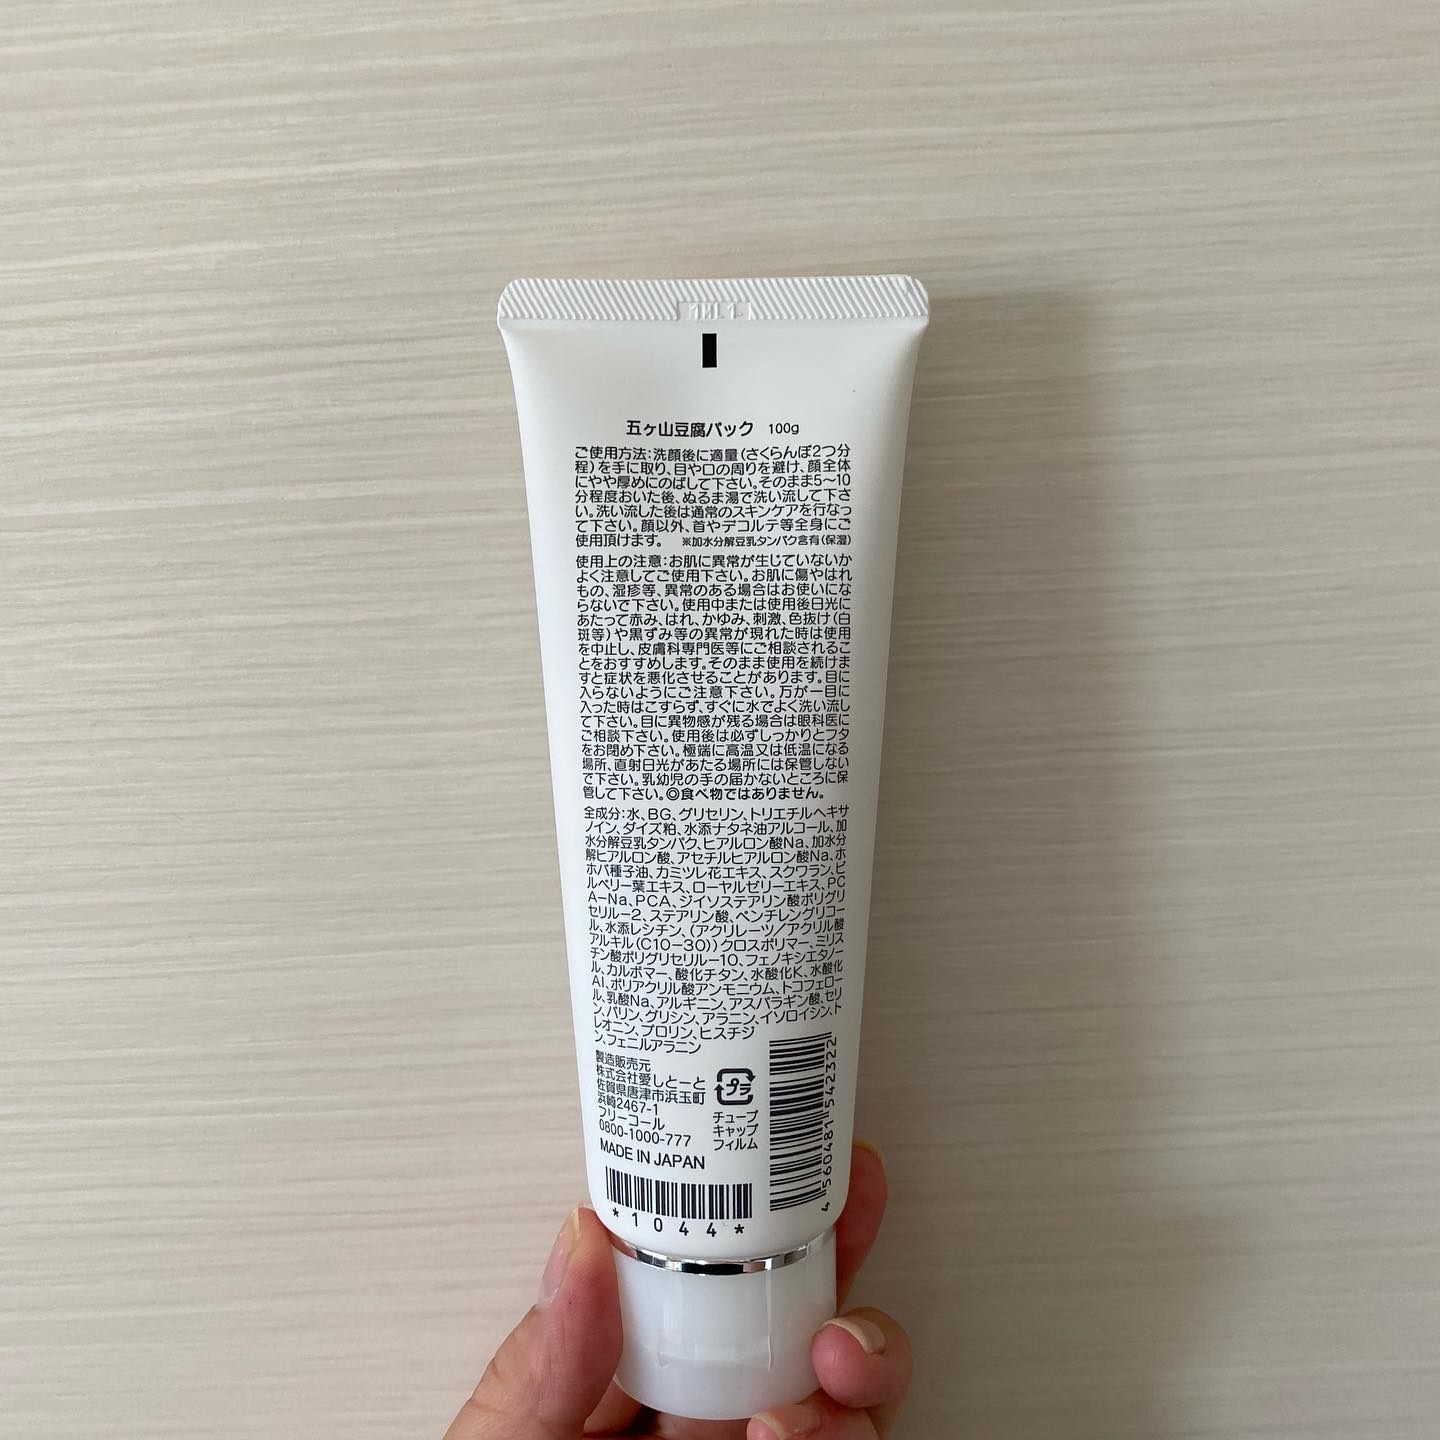 五ヶ山豆腐パック 100g
ご使用方法:洗顔後に適量(さくらんぼ2つ分
程)を手に取り、目や口の周りを避け、顔全体
にやや厚めにのばして下さい。そのまま5〜10
分程度おいた後、ぬるま湯で洗い流して下さ
い。洗い流した後は通常のスキンケアを行なっ
て下さい。顔以外、首やデコルテ等全身にご
使用頂けます。 ※加水分解豆乳タンパク含有(保湿)
使用上の注意:お肌に異常が生じていないか
よく注意してご使用下さい。お肌に傷やはれ
もの、湿疹等、異常のある場合はお使いにな
らないで下さい。使用中または使用後日光に
あたって赤み、はれ、かゆみ、刺激、色抜け(白
斑等)や黒ずみ等の異常が現れた時は使用
を中止し、皮膚科専門医等にご相談されるこ
とをおすすめします。そのまま使用を続けま
すと症状を悪化させることがあります。目に
入らないようにご注意下さい。万が一目に
入った時はこすらず、すぐに水でよく洗い流し
て下さい。目に異物感が残る場合は眼科医に
ご相談下さい。使用後は必ずしっかりとフタ
をお閉め下さい。極端に高温又は低温になる
場所、直射日光があたる場所には保管しない
で下さい。乳幼児の手の届かないところに保
管して下さい。◎食べ物ではありません。
全成分:水、BG、グリセリン、トリエチルヘキサ
ノイン、ダイズ粕、水添ナタネ油アルコール、加
水分解豆乳タンパク、ヒアルロン酸Na、加水分
解ヒアルロン酸、アセチルヒアルロン酸Na、ホ
ホバ種子油、カミツレ花エキス、スクワラン、ビ
ルベリー葉エキス、ローヤルゼリーエキス、PC
A-Na、PCA、ジイソステアリン酸ポリグリ
セリル-2、ステアリン酸、ペンチレングリコー
ル、水添レシチン、(アクリレーツ/アクリル酸
アルキル(C10-30))クロスポリマー、ミリス
チン酸ポリグリセリル-10、フェノキシエタノー
ル、カルボマー、酸化チタン、水酸化K、水酸化
Al、ポリアクリル酸アンモニウム、トコフェロー
ル、乳酸Na、アルギニン、アスパラギン酸、セリ
ン、バリン、グリシン、アラニン、イソロイシン、ト
レオニン、プロリン、ヒスチジ
ン、フェニルアラニン
製造販売元
株式会社愛しとーと
佐賀県唐津市浜玉町
浜崎2467-1
フリーコール
0800-1000-777
MADE IN JAPAN
プラ
チューブ
キャップ
フィルム
*1044*
4 560481 542322